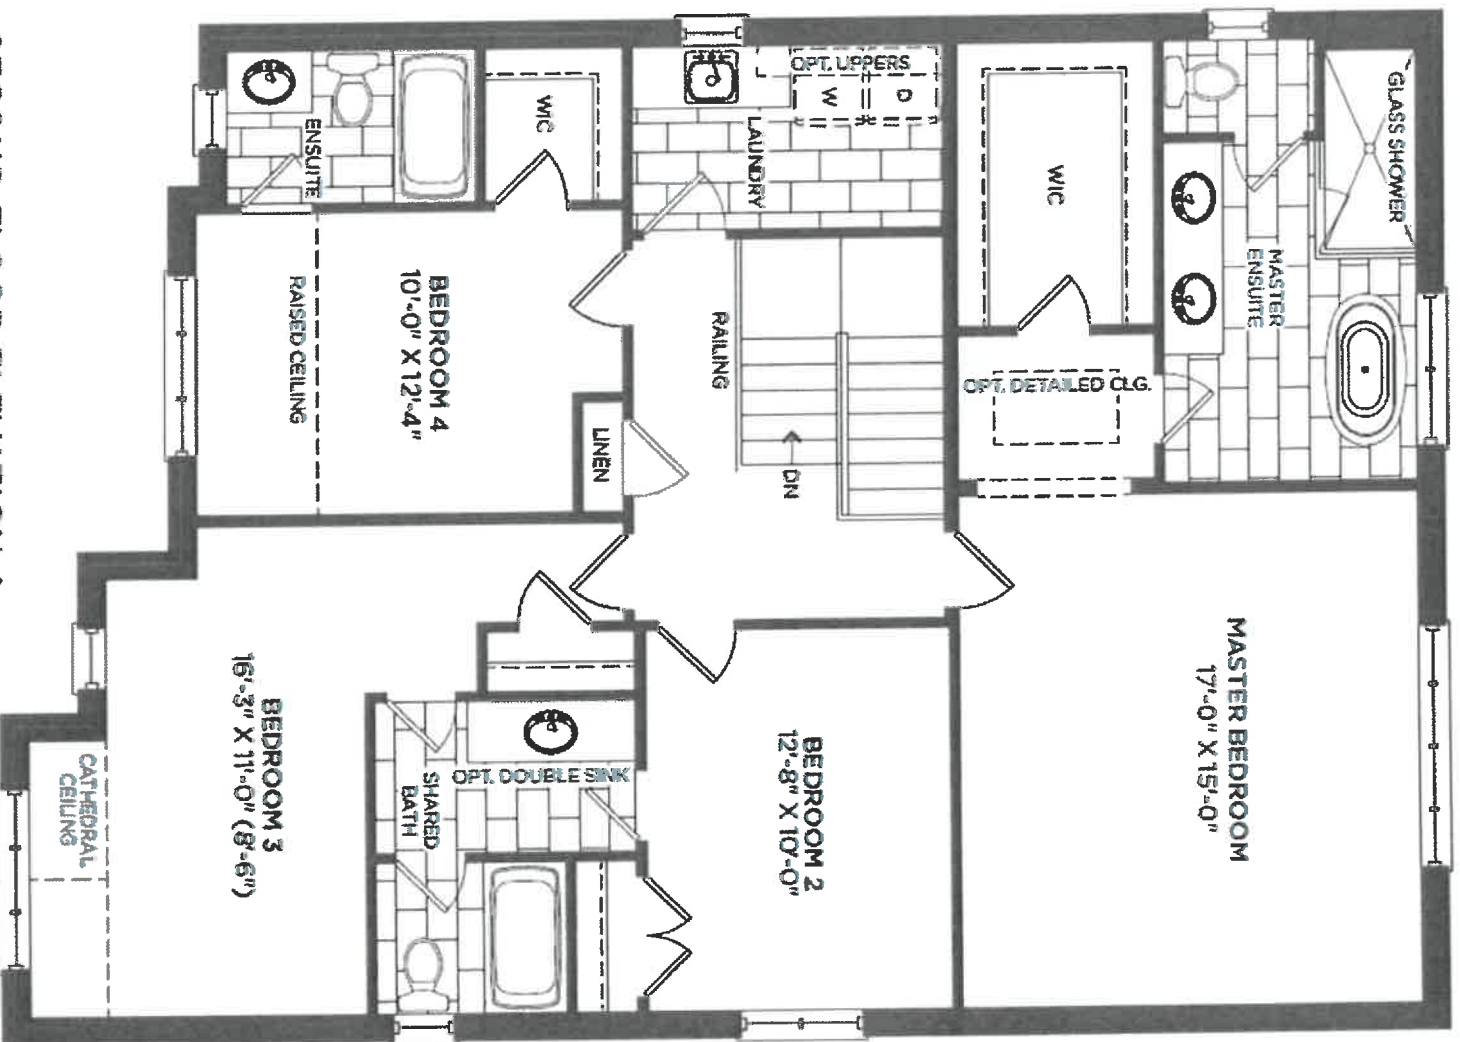 GLASS SHOWER
MASTER
ENSUITE
WIC
OPT. DETAILED CLG.
MASTER BEDROOM
17'-0" X 15'-0"
OPT. UPPERS
W
D
LAUNDRY
RAILING
DN
LINEN
WIC
ENSUITE
BEDROOM 4
10'-0" X 12'-4"
RAISED CEILING
BEDROOM 2
12'-8" X 10'-0"
OPT. DOUBLE SINK
SHARED
BATH
BEDROOM 3
16'-3" X 11'-0" (8'-6")
CATHEDRAL
CEILING